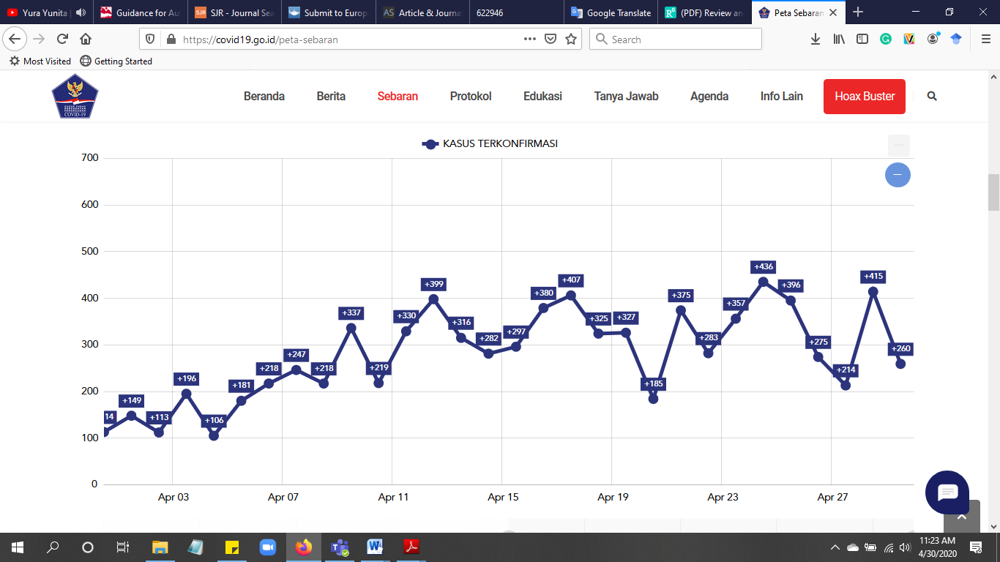 Yura Yunita |
Guidance for Au
SJR - Journal Sea
Submit to Europ
AS Article & Journa
622946
Google Translate
(PDF) Review an
Peta Sebaran
https://covid19.go.id/peta-sebaran
Search
Most Visited
Getting Started
COVID-19
Beranda
Berita
Sebaran
Protokol
Edukasi
Tanya Jawab
Agenda
Info Lain
Hoax Buster
KASUS TERKONFIRMASI
700
600
500
400
300
200
100
0
14
+149
+113
+196
+106
+181
+218
+247
+218
+337
+219
+330
+399
+316
+282
+297
+380
+407
+325
+327
+185
+375
+283
+357
+436
+396
+275
+214
+415
+260
Apr 03
Apr 07
Apr 11
Apr 15
Apr 19
Apr 23
Apr 27
11:23 AM
4/30/2020